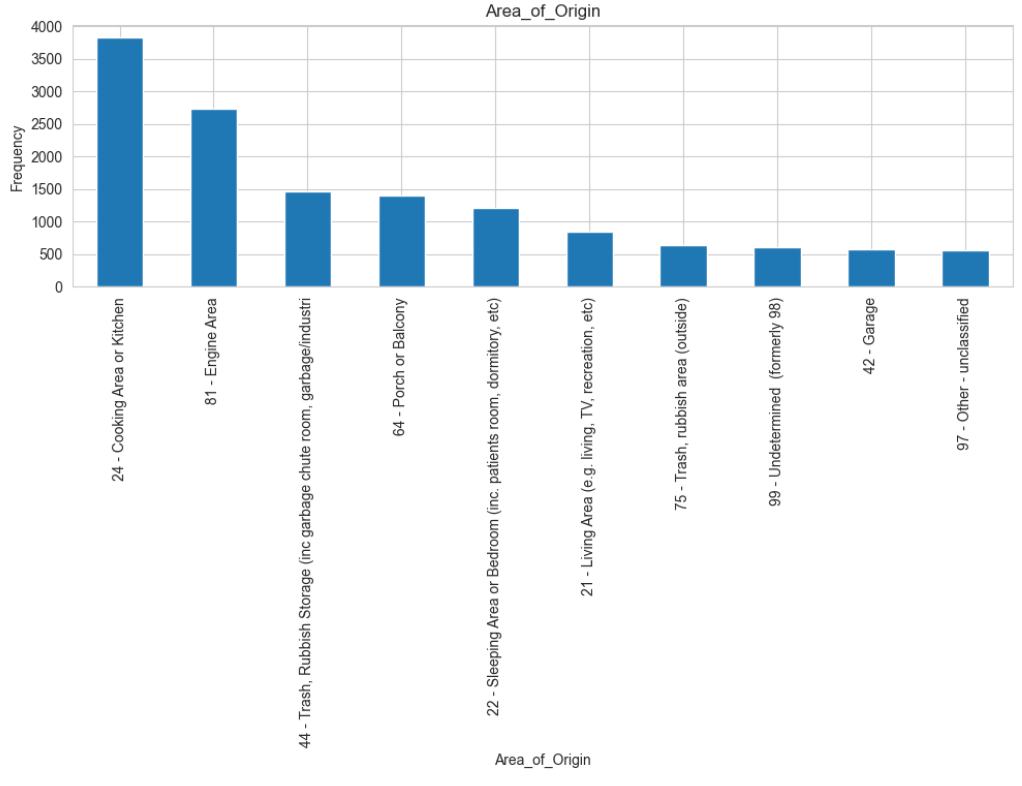 Area_of_Origin
Frequency
4000
3500
3000
2500
2000
1500
1000
500
0
24 - Cooking Area or Kitchen
81 - Engine Area
44 - Trash, Rubbish Storage (inc garbage chute room, garbage/industri
64 - Porch or Balcony
22 - Sleeping Area or Bedroom (inc. patients room, dormitory, etc)
21 - Living Area (e.g. living, TV, recreation, etc)
75 - Trash, rubbish area (outside)
99 - Undetermined  (formerly 98)
42 - Garage
97 - Other - unclassified
Area_of_Origin